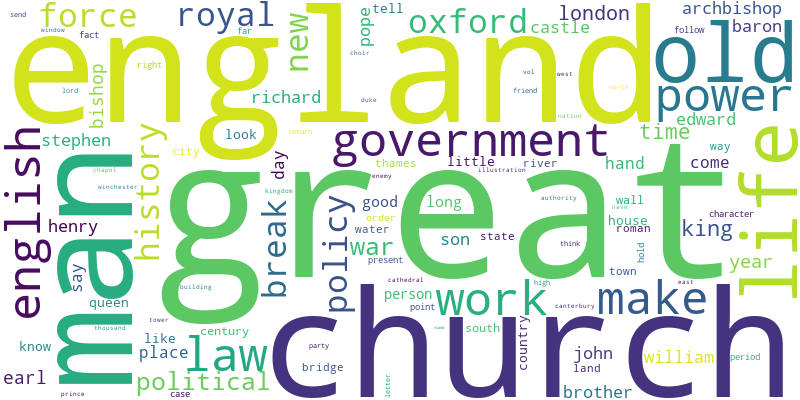 send
force
royal
new
pope
tell
oxford
london
archbishop
window
fact
far
castle
baron
follow
england
old
right
choir
vol
west
friend
lord
bishop
richard
duke
north
power
nation
edward
english
stephen
history
look
return
government
time
life
city
day
thames
little
river
hand
come
way
man
chapel
winchester
great
enemy
illustration
kingdom
break
policy
good
long
authority
wall
nave
character
henry
order
water
house
roman
king
say
war
son
state
think
hold
present
year
building
cathedral
high
town
east
queen
person
work
make
thousand
tower
point
canterbury
church
century
south
country
know
like
place
law
party
john
land
william
period
bridge
earl
political
case
letter
brother
prince